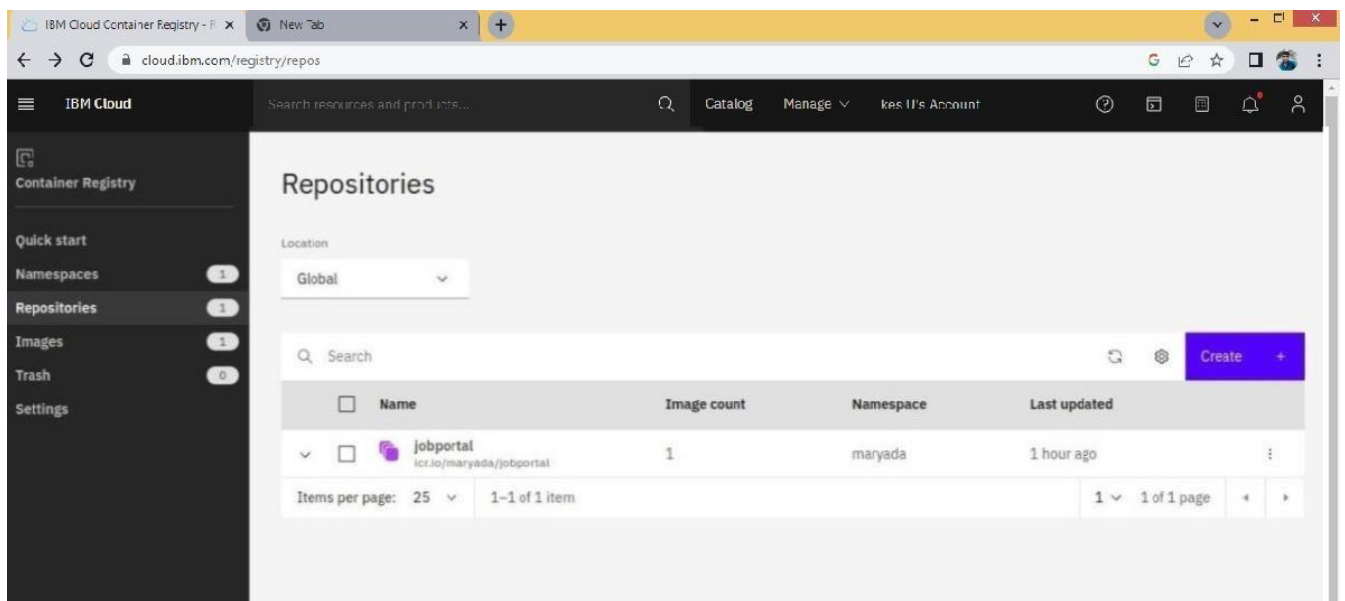 IBM Cloud Container Registry - R
New Tab
cloud.ibm.com/registry/repos
IBM Cloud
Search resources and products...
Catalog
Manage
kes U's Account
Container Registry
Repositories
Quick start
Location
Namespaces 1
Global
Repositories 1
Images 1
Search
Create +
Trash 0
Name Image count Namespace Last updated
Settings
jobportal 1 maryada 1 hour ago
icr.io/maryada/jobportal
Items per page: 25 1–1 of 1 item 1 1 of 1 page